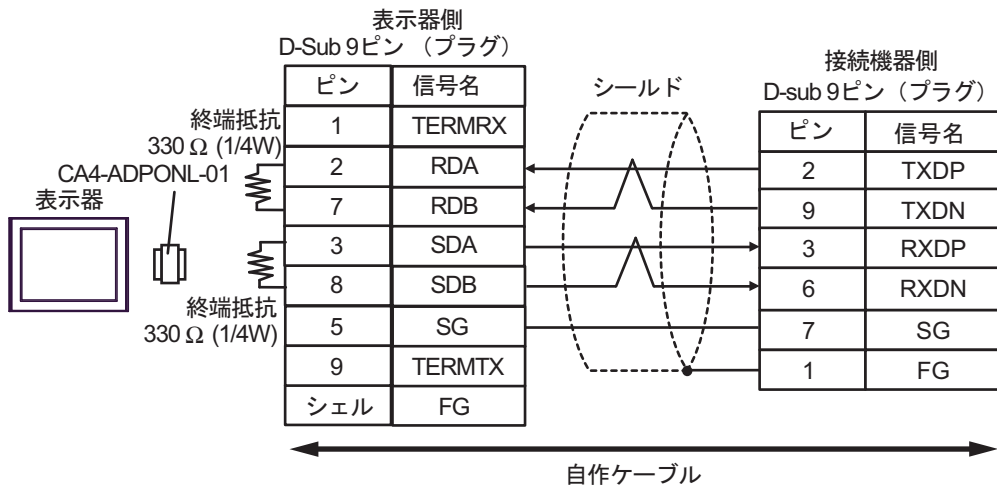 表示器側
D-Sub 9ピン （プラグ）
接続機器側
D-sub 9ピン（プラグ）
シールド
ピン 信号名
1 TERMRX
2 RDA
7 RDB
3 SDA
8 SDB
5 SG
9 TERMTX
シェル FG
終端抵抗
330 Ω (1/4W)
CA4-ADPONL-01
表示器
終端抵抗
330 Ω (1/4W)
ピン 信号名
2 TXDP
9 TXDN
3 RXDP
6 RXDN
7 SG
1 FG
自作ケーブル